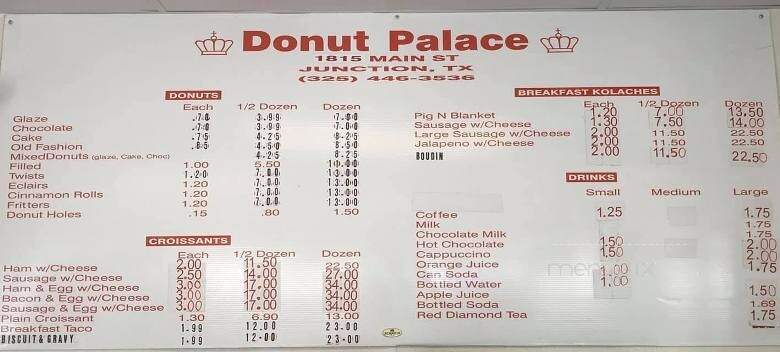 Donut Palace
1815 MAIN ST
JUNCTION, TX
(325) 446-3536
DONUTS
Each 1/2 Dozen Dozen
Glaze .70 3.99 7.00
Chocolate .70 3.99 7.00
Cake .75 4.25 8.25
Old Fashion .85 4.50 8.50
MixedDonuts (glaze, Cake, Choc) 4.25 8.25
Filled 1.00 5.50
Twists 1.20 7.00 13.00
Eclairs 1.20 7.00 13.00
Cinnamon Rolls 1.20 7.00 13.00
Fritters 1.20 7.00 13.00
Donut Holes .15 .80 1.50
CROISSANTS
Each 1/2 Dozen Dozen
Ham w/Cheese 2.00 11.50 22.50
Sausage w/Cheese 2.50 14.00 27.00
Ham & Egg w/Cheese 3.00 17.00 34.00
Bacon & Egg w/Cheese 3.00 17.00 34.00
Sausage & Egg w/Cheese 3.00 17.00 34.00
Plain Croissant 1.30 6.90 13.00
Breakfast Taco 1.99 12.00 23.00
BISCUIT & GRAVY 1.99 12.00 23.00
BREAKFAST KOLACHES
Each 1/2 Dozen Dozen
Pig N Blanket 1.20 7.00 13.50
Sausage w/Cheese 1.30 7.50 14.00
Large Sausage w/Cheese 2.00 11.50 22.50
Jalapeno w/Cheese 2.00 11.50 22.50
BOUDIN 2.00 11.50 22.50
DRINKS
Small Medium Large
Coffee 1.25 1.75
Milk 1.75
Chocolate Milk 1.75
Hot Chocolate 1.50 2.00
Cappuccino 1.50 2.00
Orange Juice 1.75
Can Soda 1.00
Bottled Water 1.00
Apple Juice 1.50
Bottled Soda 1.69
Red Diamond Tea 1.75